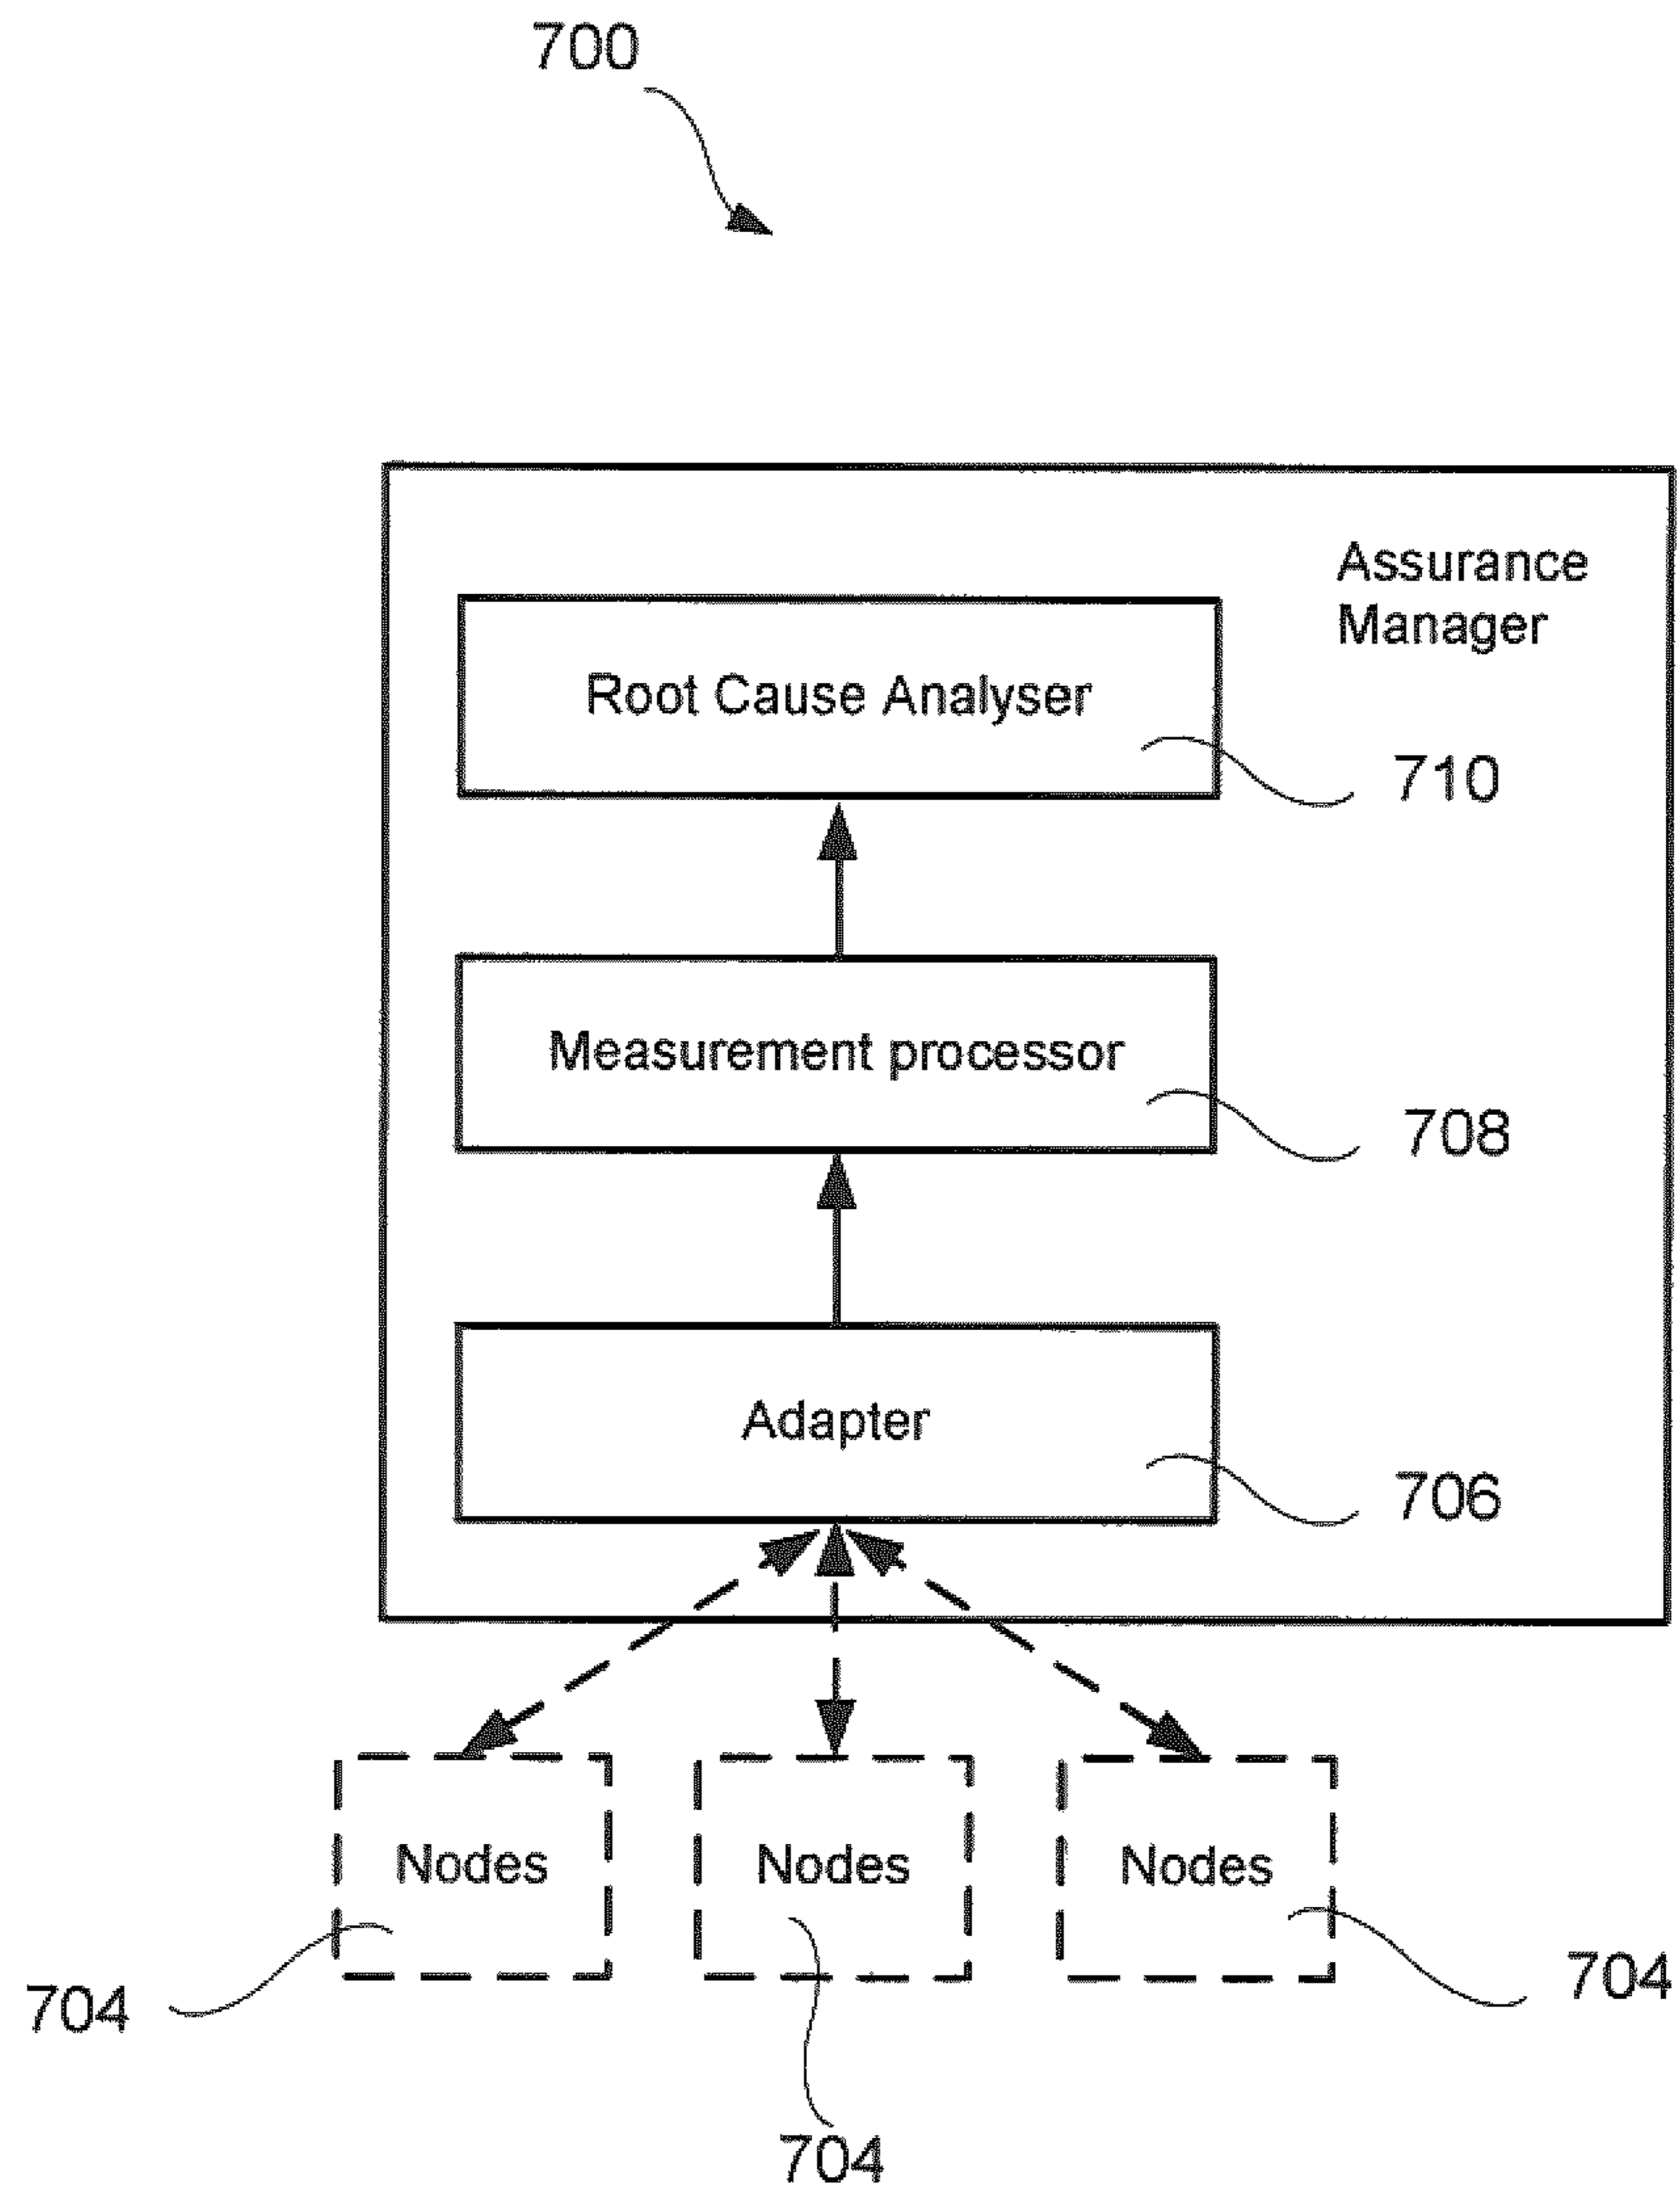 700
Assurance
Manager
Root Cause Analyser
710
Measurement processor
708
Adapter
706
Nodes
Nodes
Nodes
704
704
704